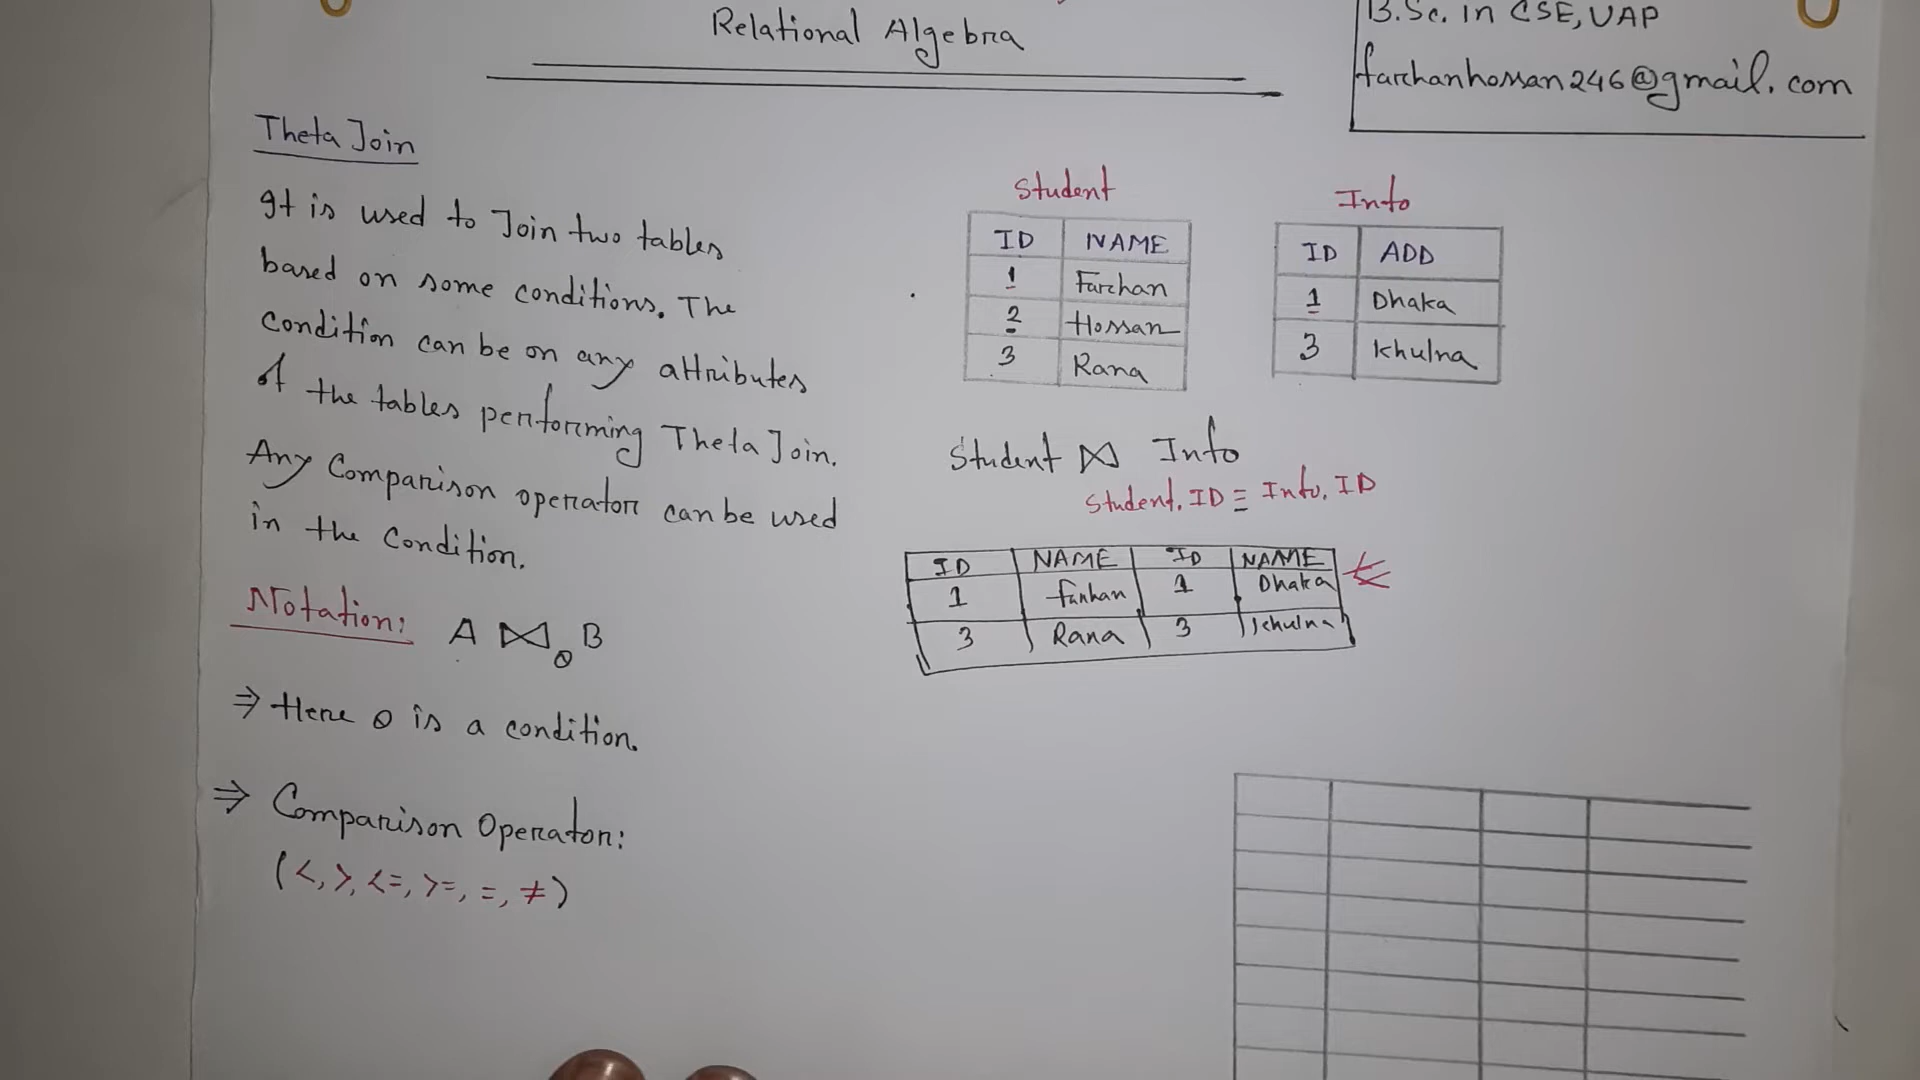 Relational Algebra
B.Sc. in CSE, UAP
farhanhossan246@gmail.com
Theta Join
It is used to Join two tables
based on some conditions. The
condition can be on any attributes
of the tables performing Theta Join.
Any Comparison operator can be used
in the Condition.
Notation: A ⋈θ B
⇒ Here θ is a condition.
⇒ Comparison Operator:
(<, >, <=, >=, =, ≠)
Student
ID NAME
1 Farhan
2 Hossan
3 Rana
Info
ID ADD
1 Dhaka
3 Khulna
Student ⋈ Info
Student.ID = Info.ID
ID NAME ID NAME
1 Farhan 1 Dhaka
3 Rana 3 Khulna